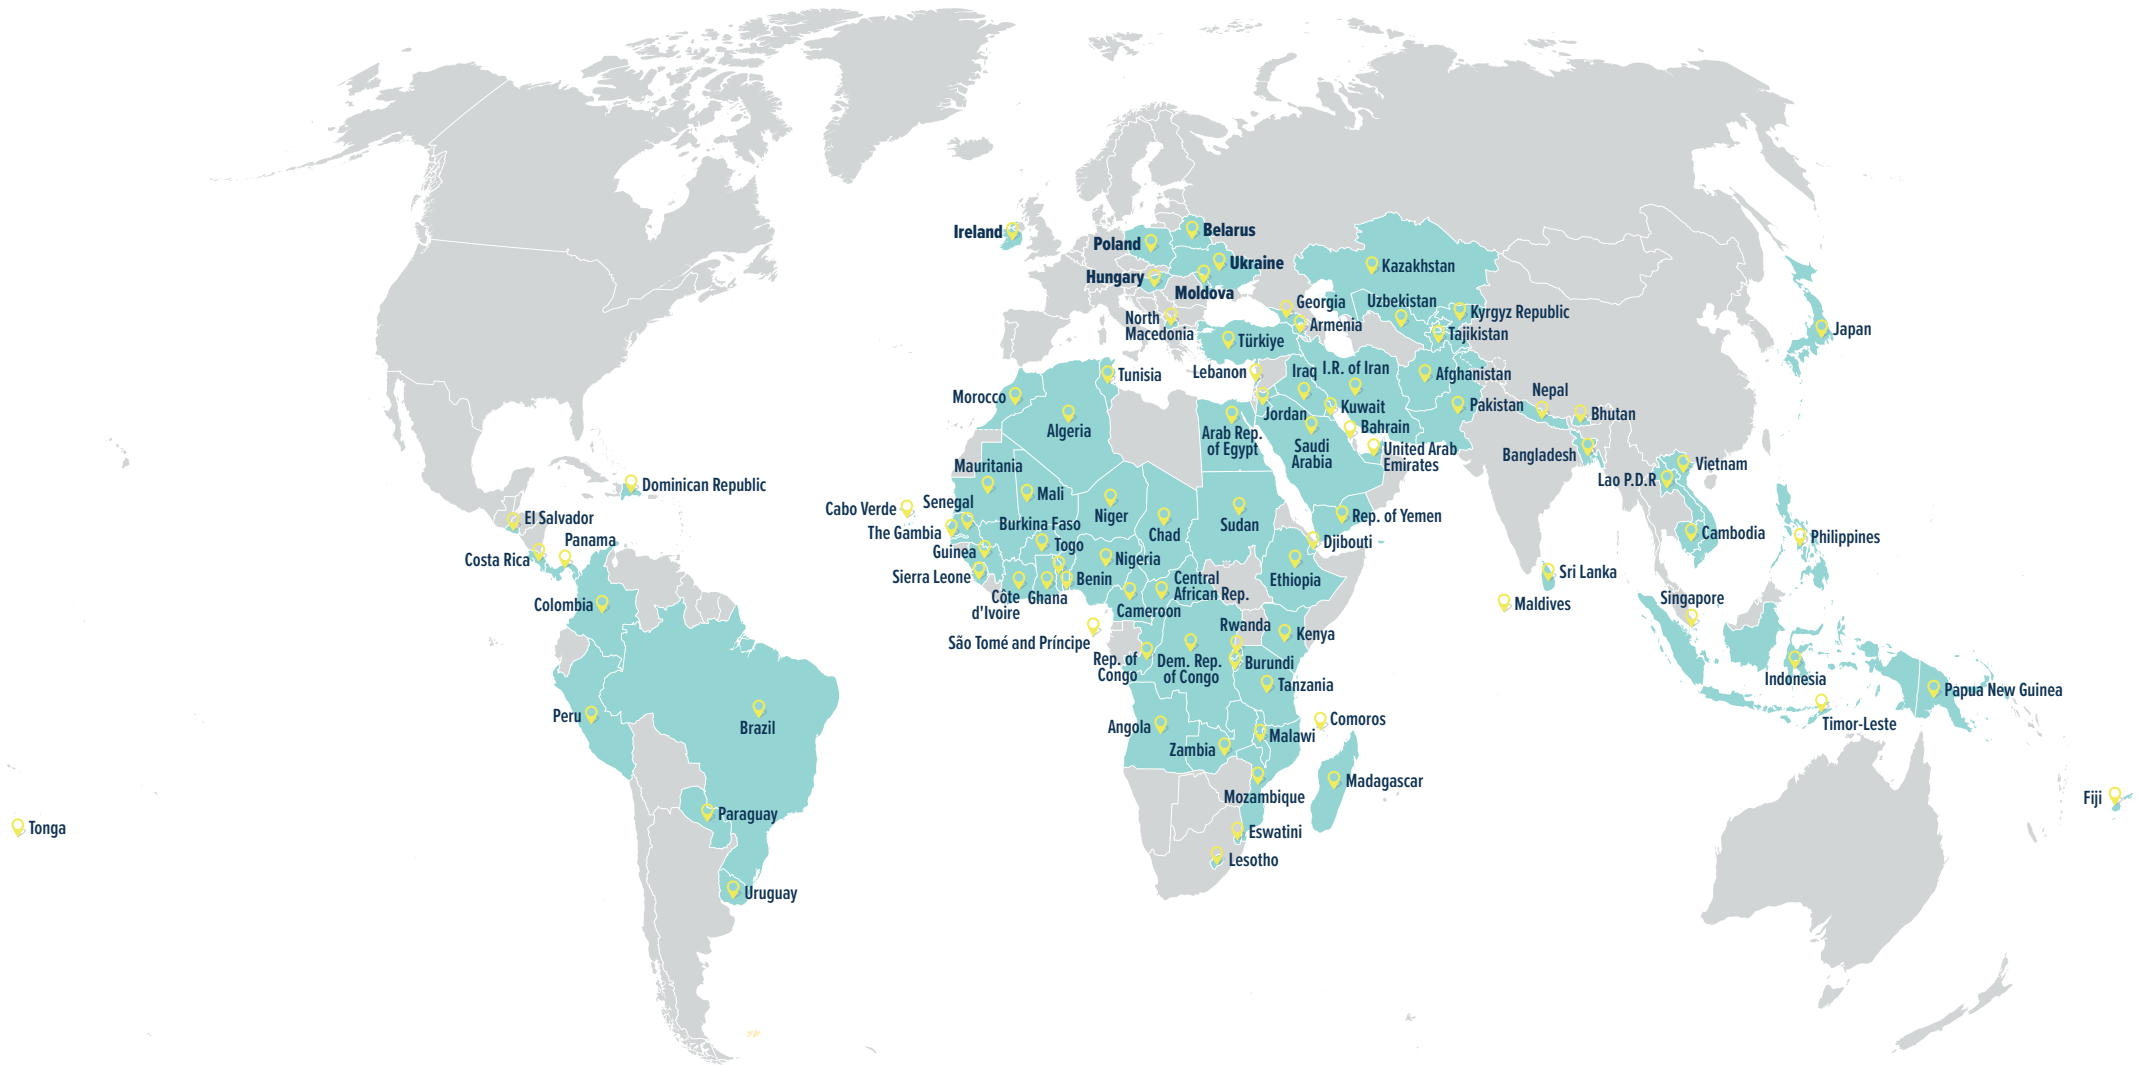 Ireland
Belarus
Poland
Ukraine
Hungary
Kazakhstan
Moldova
Georgia
Uzbekistan
North
Macedonia
Armenia
Kyrgyz Republic
Türkiye
Tajikistan
Japan
Tunisia
Lebanon
Iraq
I.R. of Iran
Afghanistan
Morocco
Jordan
Kuwait
Pakistan
Nepal
Bhutan
Algeria
Arab Rep.
of Egypt
Saudi
Arabia
Bahrain
United Arab
Emirates
Bangladesh
Vietnam
Mauritania
Lao P.D.R
Dominican Republic
Cabo Verde
Senegal
Mali
Niger
Chad
Sudan
Rep. of Yemen
El Salvador
The Gambia
Burkina Faso
Cambodia
Philippines
Panama
Costa Rica
Guinea
Togo
Nigeria
Djibouti
Sierra Leone
Benin
Central
African Rep.
Ethiopia
Sri Lanka
Côte
d'Ivoire
Ghana
Cameroon
Maldives
Singapore
Colombia
São Tomé and Príncipe
Rwanda
Kenya
Rep. of
Congo
Dem. Rep.
of Congo
Burundi
Tanzania
Indonesia
Papua New Guinea
Peru
Brazil
Angola
Zambia
Malawi
Comoros
Timor-Leste
Madagascar
Mozambique
Fiji
Paraguay
Tonga
Eswatini
Lesotho
Uruguay